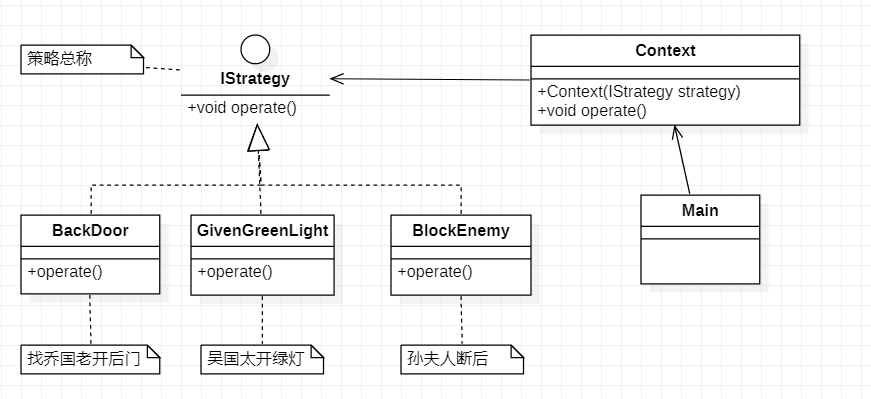 策略总称
IStrategy
+void operate()
Context
+Context(IStrategy strategy)
+void operate()
Main
BackDoor
+operate()
GivenGreenLight
+operate()
BlockEnemy
+operate()
找乔国老开后门
吴国太开绿灯
孙夫人断后